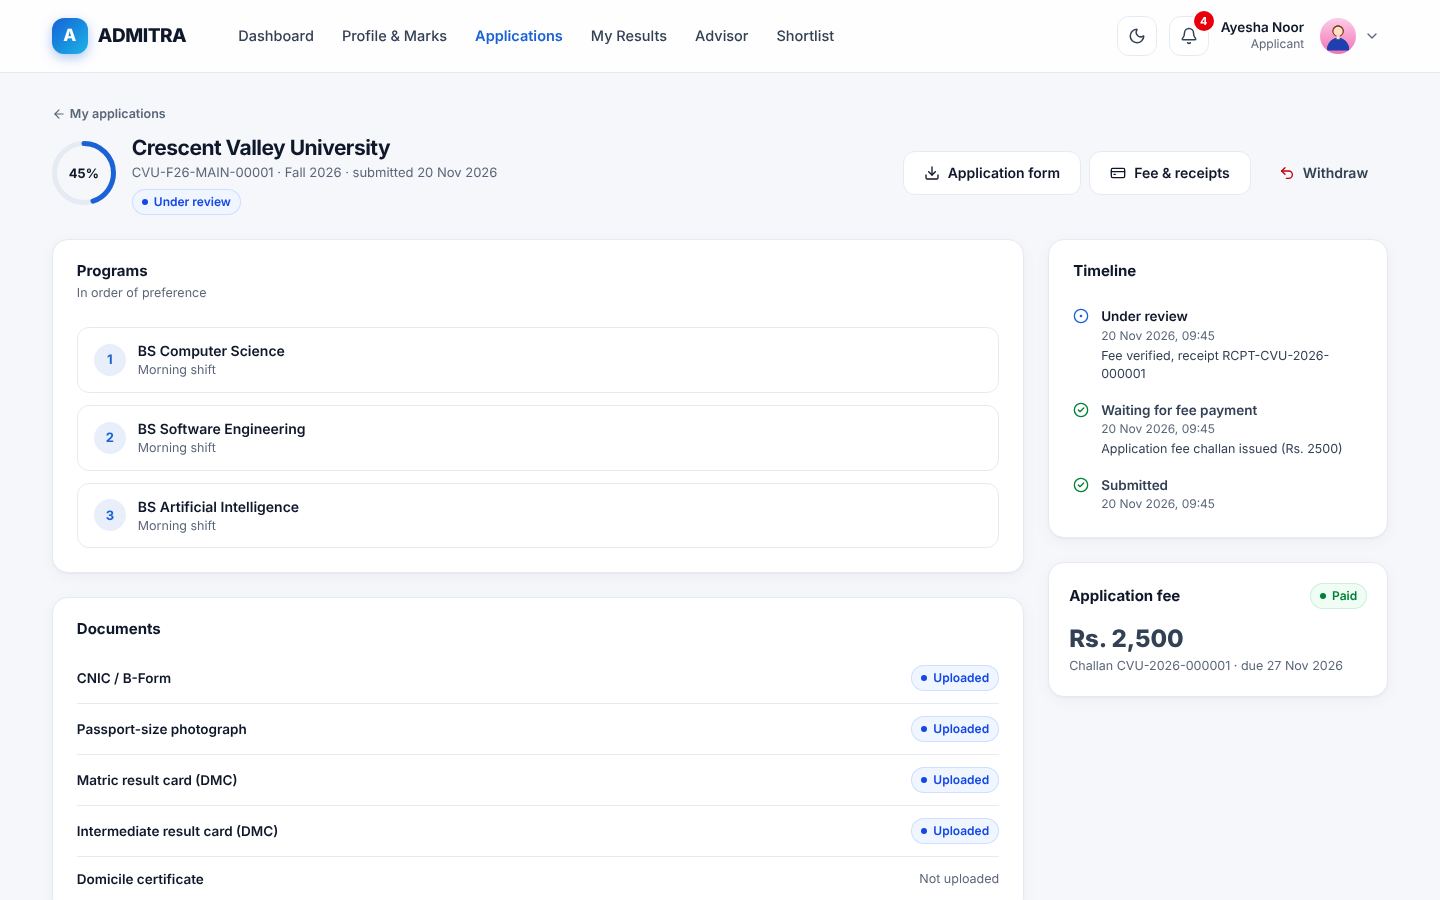 A ADMITRA
Dashboard
Profile & Marks
Applications
My Results
Advisor
Shortlist
4
Ayesha Noor
Applicant
← My applications
45%
Crescent Valley University
CVU-F26-MAIN-00001 · Fall 2026 · submitted 20 Nov 2026
Under review
Application form
Fee & receipts
Withdraw
Programs
In order of preference
1
BS Computer Science
Morning shift
2
BS Software Engineering
Morning shift
3
BS Artificial Intelligence
Morning shift
Documents
CNIC / B-Form
Uploaded
Passport-size photograph
Uploaded
Matric result card (DMC)
Uploaded
Intermediate result card (DMC)
Uploaded
Domicile certificate
Not uploaded
Timeline
Under review
20 Nov 2026, 09:45
Fee verified, receipt RCPT-CVU-2026-
000001
Waiting for fee payment
20 Nov 2026, 09:45
Application fee challan issued (Rs. 2500)
Submitted
20 Nov 2026, 09:45
Application fee
Paid
Rs. 2,500
Challan CVU-2026-000001 · due 27 Nov 2026